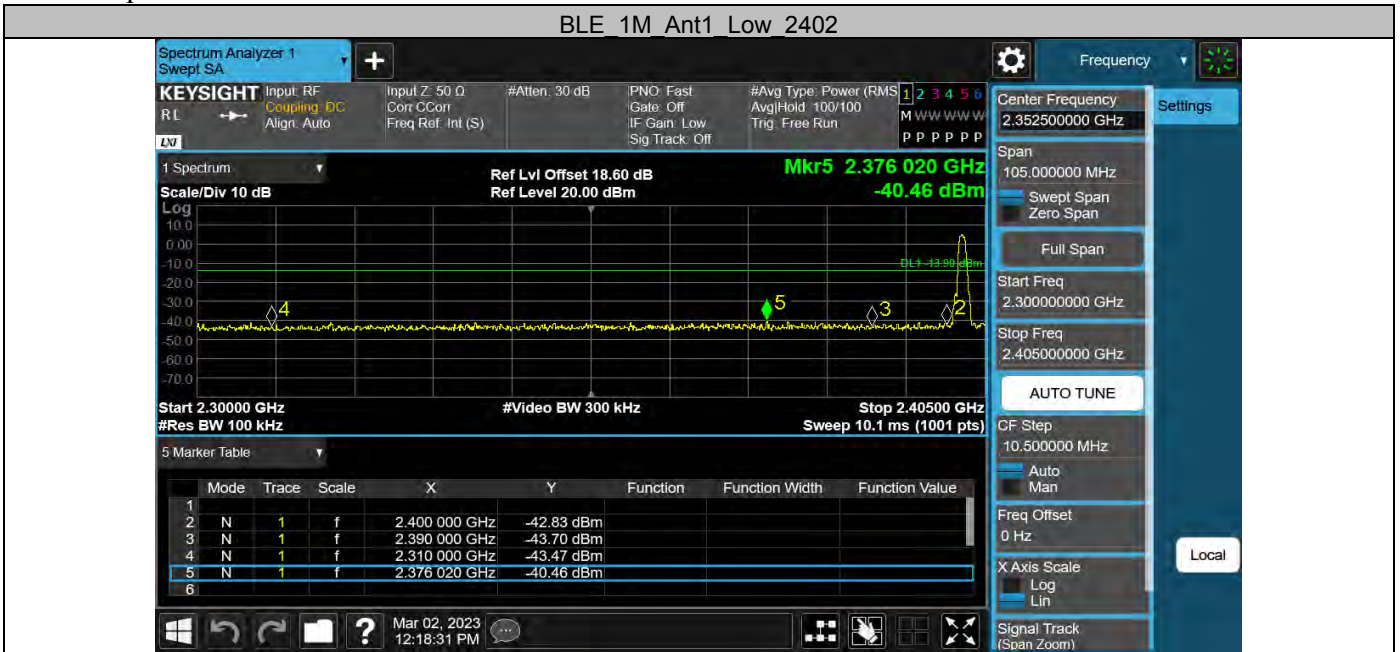 BLE_1M_Ant1_Low_2402
Spectrum Analyzer 1
Swept SA
+
Frequency
KEYSIGHT
RL
LXI
Input: RF
Coupling: DC
Align: Auto
Input Z: 50 Ω
Corr CCorr
Freq Ref: Int (S)
#Atten: 30 dB
PNO: Fast
Gate: Off
IF Gain: Low
Sig Track: Off
#Avg Type: Power (RMS
Avg|Hold: 100/100
Trig: Free Run
1 2 3 4 5 6
M W W W W W
P P P P P P
1 Spectrum
Scale/Div 10 dB
Ref Lvl Offset 18.60 dB
Ref Level 20.00 dBm
Mkr5 2.376 020 GHz
-40.46 dBm
Log
10.0
0.00
-10.0
-20.0
-30.0
-40.0
-50.0
-60.0
-70.0
DL1 -13.90 dBm
4
5
3
2
Start 2.30000 GHz
#Video BW 300 kHz
Stop 2.40500 GHz
#Res BW 100 kHz
Sweep 10.1 ms (1001 pts)
5 Marker Table
Mode Trace Scale X Y Function Function Width Function Value
1
2 N 1 f 2.400 000 GHz -42.83 dBm
3 N 1 f 2.390 000 GHz -43.70 dBm
4 N 1 f 2.310 000 GHz -43.47 dBm
5 N 1 f 2.376 020 GHz -40.46 dBm
6
?
Mar 02, 2023
12:18:31 PM
Center Frequency
2.352500000 GHz
Settings
Span
105.000000 MHz
Swept Span
Zero Span
Full Span
Start Freq
2.300000000 GHz
Stop Freq
2.405000000 GHz
AUTO TUNE
CF Step
10.500000 MHz
Auto
Man
Freq Offset
0 Hz
Local
X Axis Scale
Log
Lin
Signal Track
(Span Zoom)